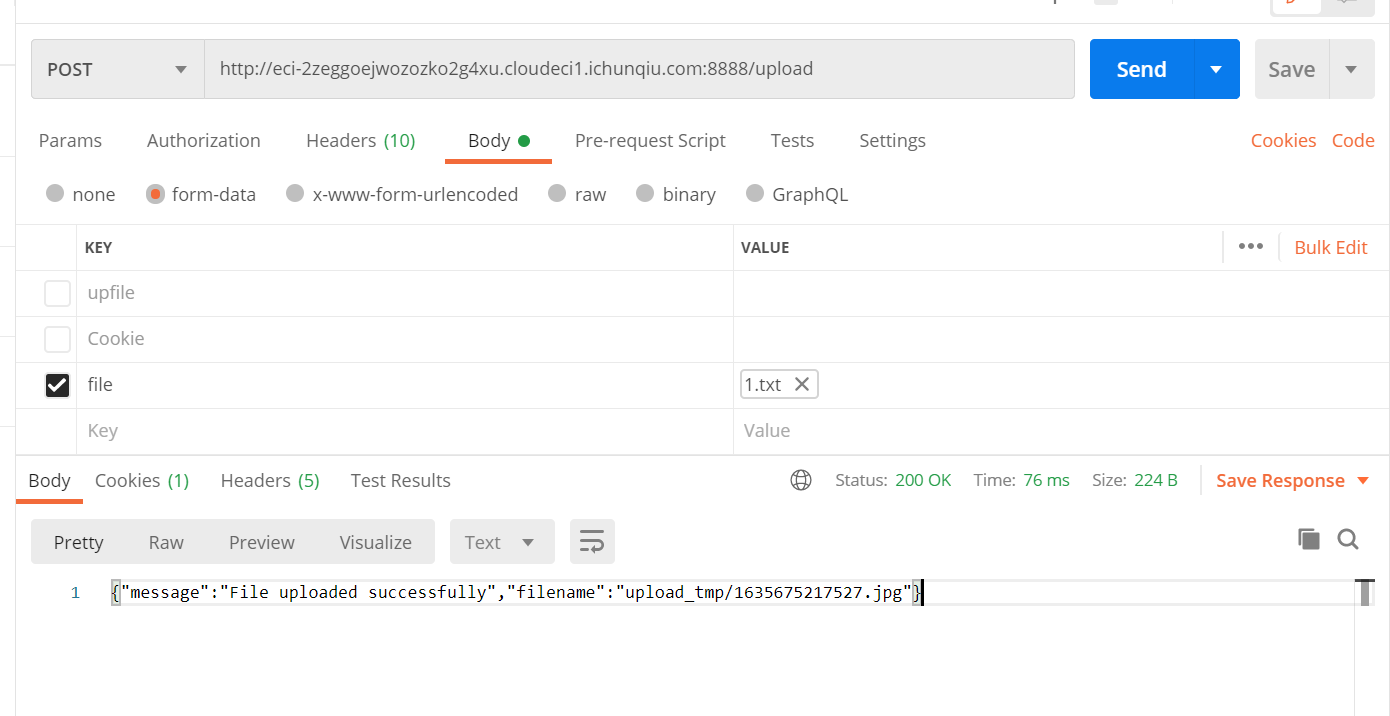 POST http://eci-2zeggoejwozozko2g4xu.cloudeci1.ichunqiu.com:8888/upload Send Save
Params Authorization Headers (10) Body Pre-request Script Tests Settings Cookies Code
none form-data x-www-form-urlencoded raw binary GraphQL
KEY VALUE ••• Bulk Edit
upfile
Cookie
file 1.txt
Key Value
Body Cookies (1) Headers (5) Test Results Status: 200 OK Time: 76 ms Size: 224 B Save Response
Pretty Raw Preview Visualize Text
1 {"message":"File uploaded successfully","filename":"upload_tmp/1635675217527.jpg"}